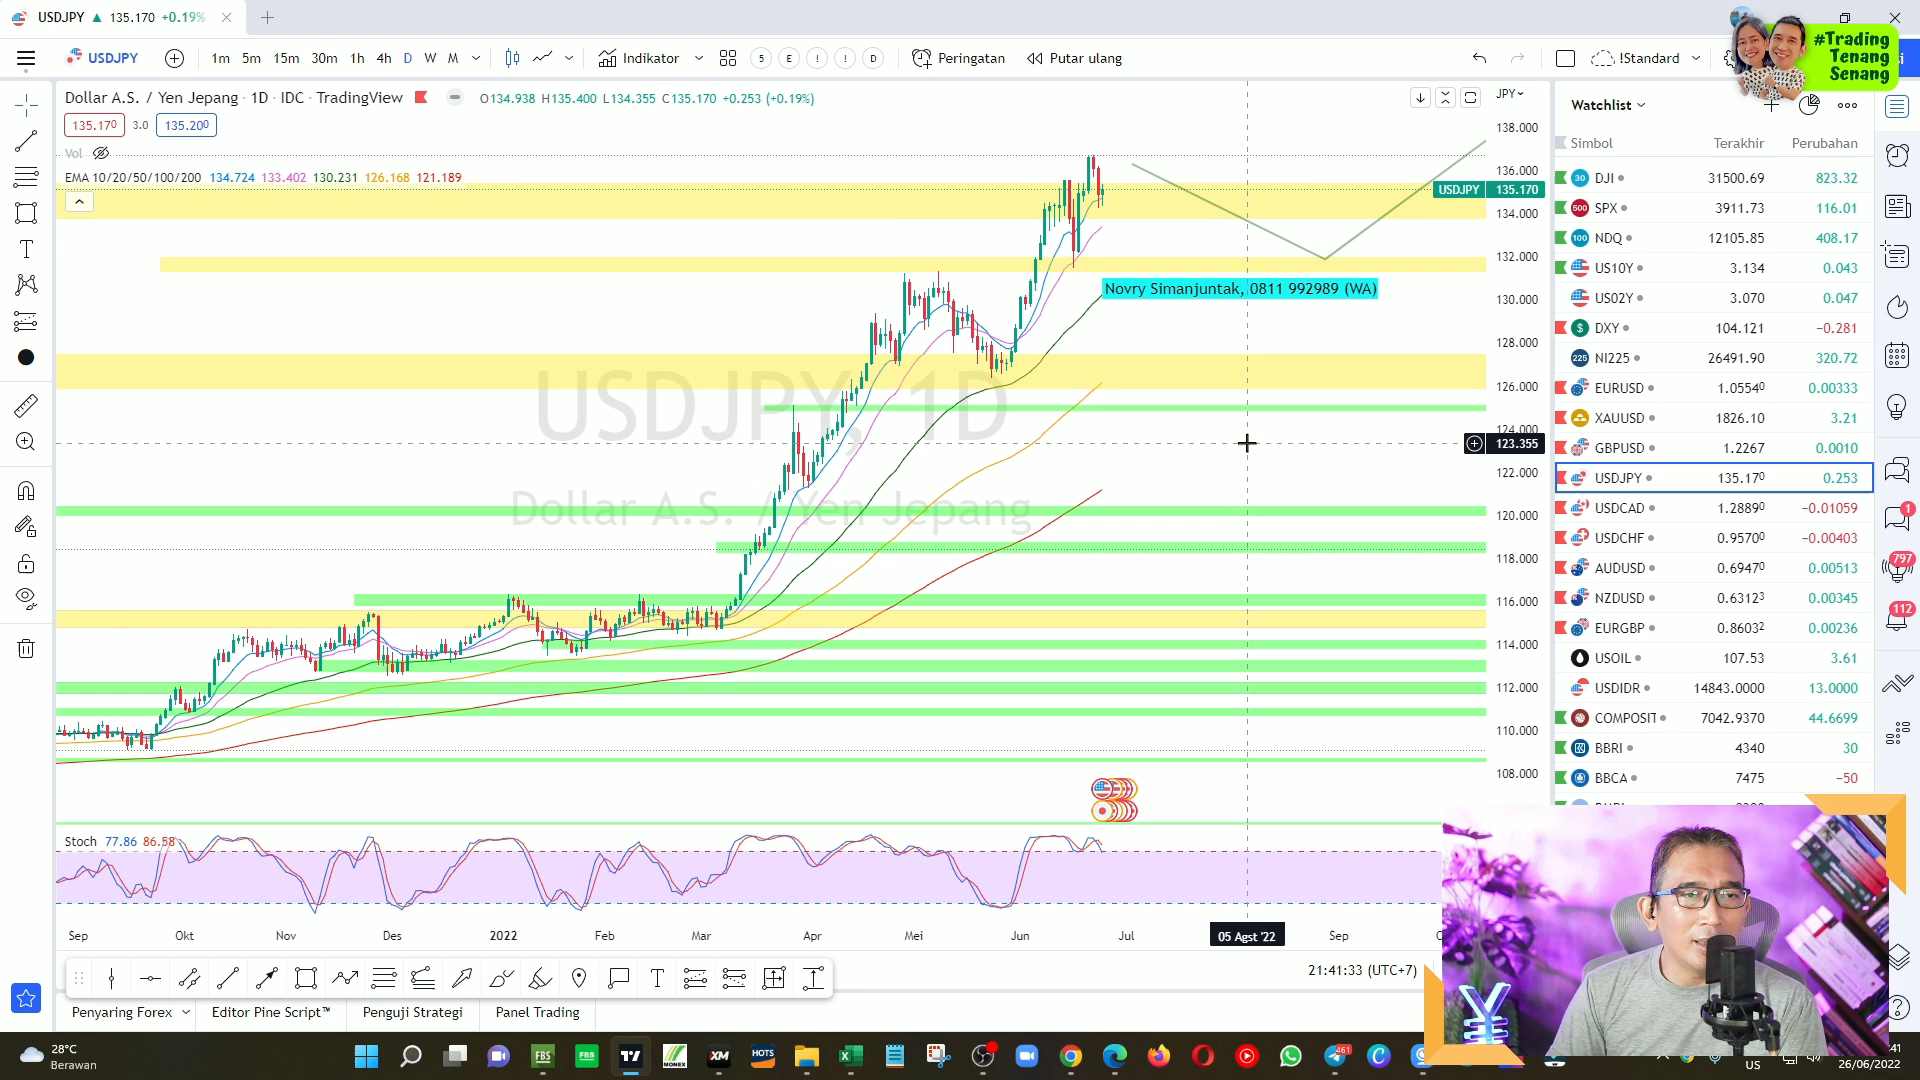 USDJPY ▲ 135.170 +0.19%
#Trading
Tenang
Senang
USDJPY
1m 5m 15m 30m 1h 4h D W M
Indikator
5 E ! ! D
Peringatan
Putar ulang
!Standard
Dollar A.S. / Yen Jepang · 1D · IDC · TradingView
O134.938 H135.400 L134.355 C135.170 +0.253 (+0.19%)
135.170 3.0 135.200
Vol
EMA 10/20/50/100/200 134.724 133.402 130.231 126.168 121.189
USDJPY, 1D
Dollar A.S. / Yen Jepang
Novry Simanjuntak, 0811 992989 (WA)
JPY
138.000
136.000
USDJPY 135.170
134.000
132.000
130.000
128.000
126.000
124.000
123.355
122.000
120.000
118.000
116.000
114.000
112.000
110.000
108.000
Stoch 77.86 86.58
Sep Okt Nov Des 2022 Feb Mar Apr Mei Jun Jul 05 Agst '22 Sep
21:41:33 (UTC+7)
Penyaring Forex
Editor Pine Script™
Penguji Strategi
Panel Trading
Watchlist
Simbol Terakhir Perubahan
DJI 31500.69 823.32
SPX 3911.73 116.01
NDQ 12105.85 408.17
US10Y 3.134 0.043
US02Y 3.070 0.047
DXY 104.121 −0.281
NI225 26491.90 320.72
EURUSD 1.05540 0.00333
XAUUSD 1826.10 3.21
GBPUSD 1.2267 0.0010
USDJPY 135.170 0.253
USDCAD 1.28890 −0.01059
USDCHF 0.95700 −0.00403
AUDUSD 0.69470 0.00513
NZDUSD 0.63123 0.00345
EURGBP 0.86032 0.00236
USOIL 107.53 3.61
USDIDR 14843.0000 13.0000
COMPOSIT 7042.9370 44.6699
BBRI 4340 30
BBCA 7475 −50
1
797
112
28°C
Berawan
FBS
FBS
MONEX
XM
HOTS
461
US
26/06/2022